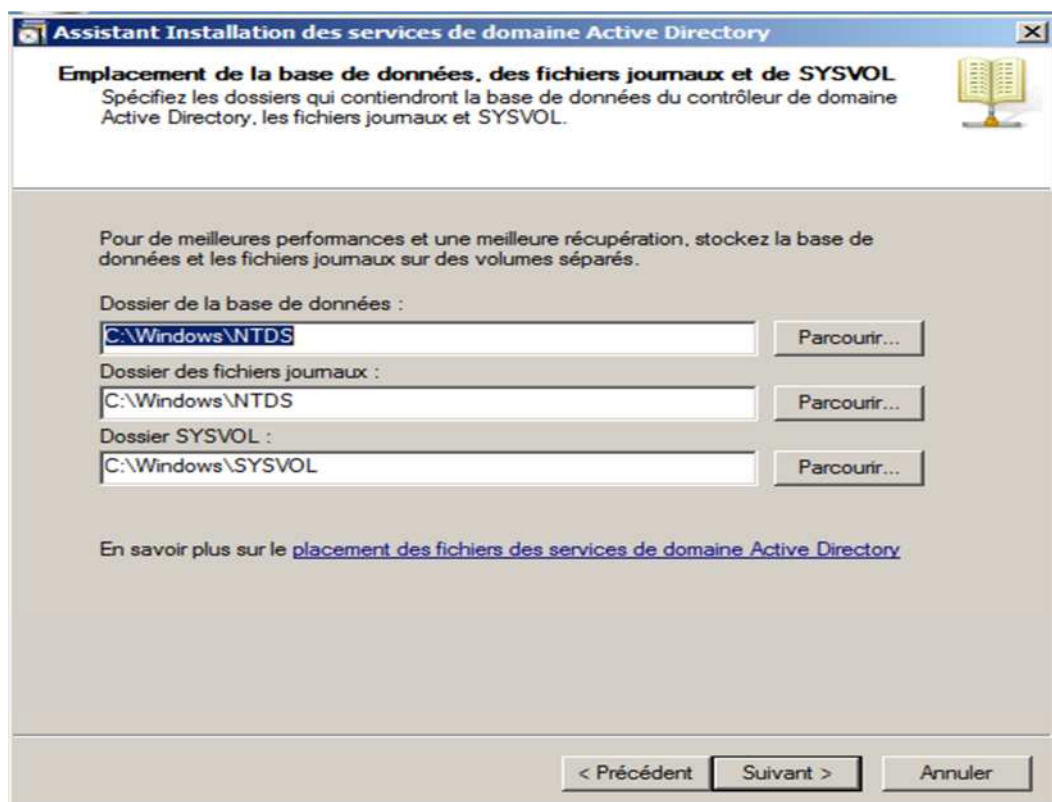 Assistant Installation des services de domaine Active Directory
Emplacement de la base de données, des fichiers journaux et de SYSVOL
Spécifiez les dossiers qui contiendront la base de données du contrôleur de domaine
Active Directory, les fichiers journaux et SYSVOL.
Pour de meilleures performances et une meilleure récupération, stockez la base de
données et les fichiers journaux sur des volumes séparés.
Dossier de la base de données :
C:\Windows\NTDS
Parcourir...
Dossier des fichiers journaux :
C:\Windows\NTDS
Parcourir...
Dossier SYSVOL :
C:\Windows\SYSVOL
Parcourir...
En savoir plus sur le placement des fichiers des services de domaine Active Directory
< Précédent
Suivant >
Annuler